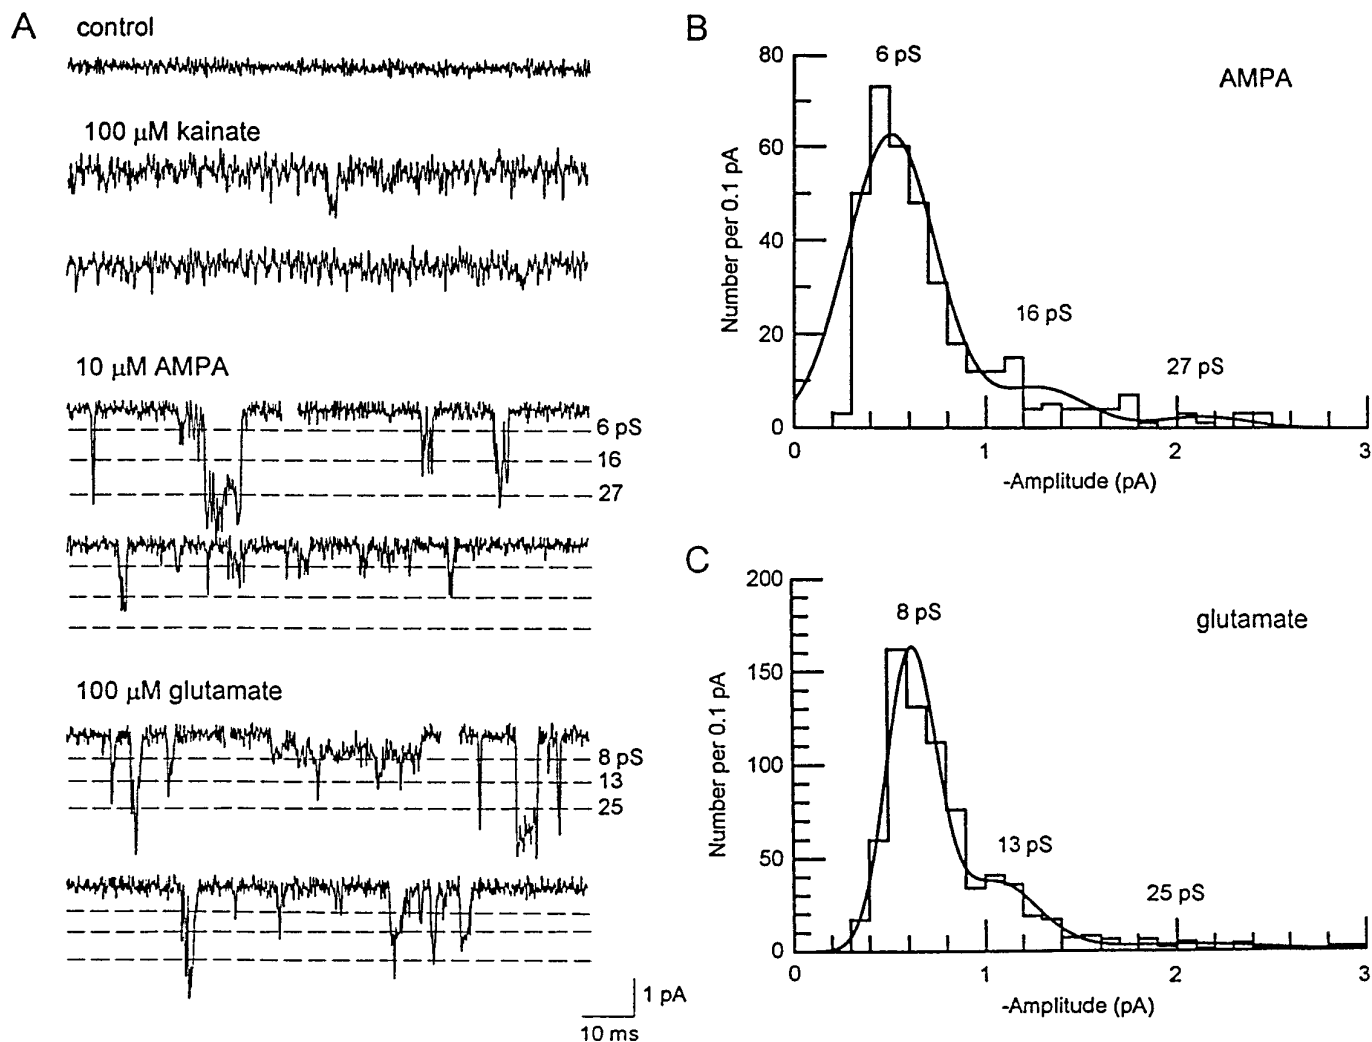 A
control
100 μM kainate
10 μM AMPA
6 pS
16
27
100 μM glutamate
8 pS
13
25
1 pA
10 ms
B
80
60
40
20
0
Number per 0.1 pA
6 pS
AMPA
16 pS
27 pS
0
1
2
3
-Amplitude (pA)
C
200
150
100
50
0
Number per 0.1 pA
8 pS
glutamate
13 pS
25 pS
0
1
2
3
-Amplitude (pA)